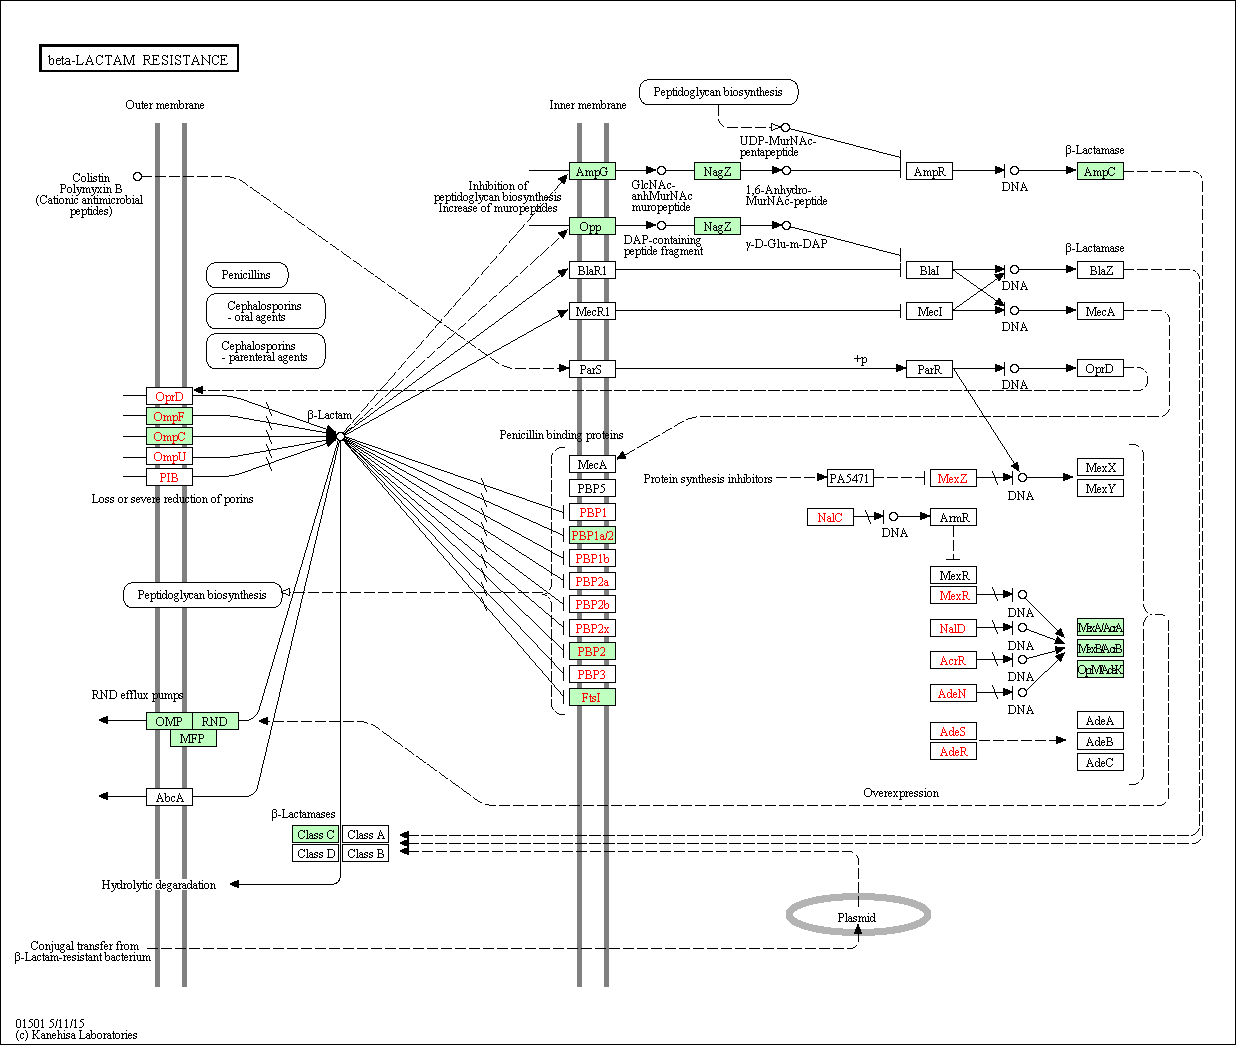 beta-LACTAM RESISTANCE
Outer membrane
Inner membrane
Peptidoglycan biosynthesis
UDP-MurNAc-
pentapeptide
β-Lactamase
Colistin
Polymyxin B
(Cationic antimicrobial
peptides)
Inhibition of
peptidoglycan biosynthesis
Increase of muropeptides
AmpG
GlcNAc-
anhMurNAc
muropeptide
NagZ
1,6-Anhydro-
MurNAc-peptide
AmpR
DNA
AmpC
Opp
DAP-containing
peptide fragment
NagZ
γ-D-Glu-m-DAP
β-Lactamase
Penicillins
BlaR1
BlaI
DNA
BlaZ
Cephalosporins
- oral agents
MecR1
MecI
DNA
MecA
Cephalosporins
- parenteral agents
ParS
+p
ParR
DNA
OprD
OprD
OmpF
OmpC
OmpU
PIB
β-Lactam
Loss or severe reduction of porins
Penicillin binding proteins
MecA
PBP5
PBP1
PBP1a/2
PBP1b
PBP2a
PBP2b
PBP2x
PBP2
PBP3
FtsI
Protein synthesis inhibitors
PA5471
MexZ
DNA
MexX
MexY
NalC
DNA
ArmR
MexR
MexR
DNA
NalD
DNA
AcrR
DNA
AdeN
DNA
MexA/AcrA
MexB/AcrB
OprM/AdeK
AdeS
AdeR
AdeA
AdeB
AdeC
Peptidoglycan biosynthesis
RND efflux pumps
OMP
RND
MFP
AbcA
Overexpression
β-Lactamases
Class C
Class A
Class D
Class B
Hydrolytic degaradation
Plasmid
Conjugal transfer from
β-Lactam-resistant bacterium
01501 5/11/15
(c) Kanehisa Laboratories